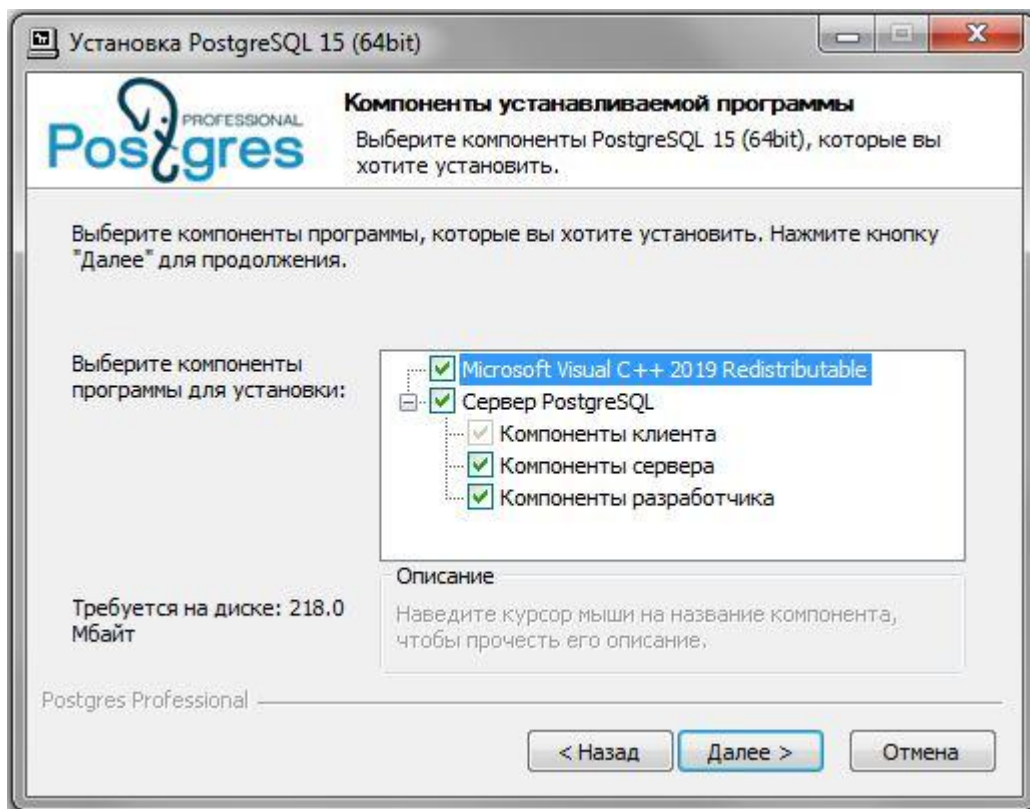 Установка PostgreSQL 15 (64bit)
PROFESSIONAL
Postgres
Компоненты устанавливаемой программы
Выберите компоненты PostgreSQL 15 (64bit), которые вы
хотите установить.
Выберите компоненты программы, которые вы хотите установить. Нажмите кнопку
"Далее" для продолжения.
Выберите компоненты
программы для установки:
Microsoft Visual C++ 2019 Redistributable
Сервер PostgreSQL
Компоненты клиента
Компоненты сервера
Компоненты разработчика
Требуется на диске: 218.0
Мбайт
Описание
Наведите курсор мыши на название компонента,
чтобы прочесть его описание.
Postgres Professional
< Назад
Далее >
Отмена